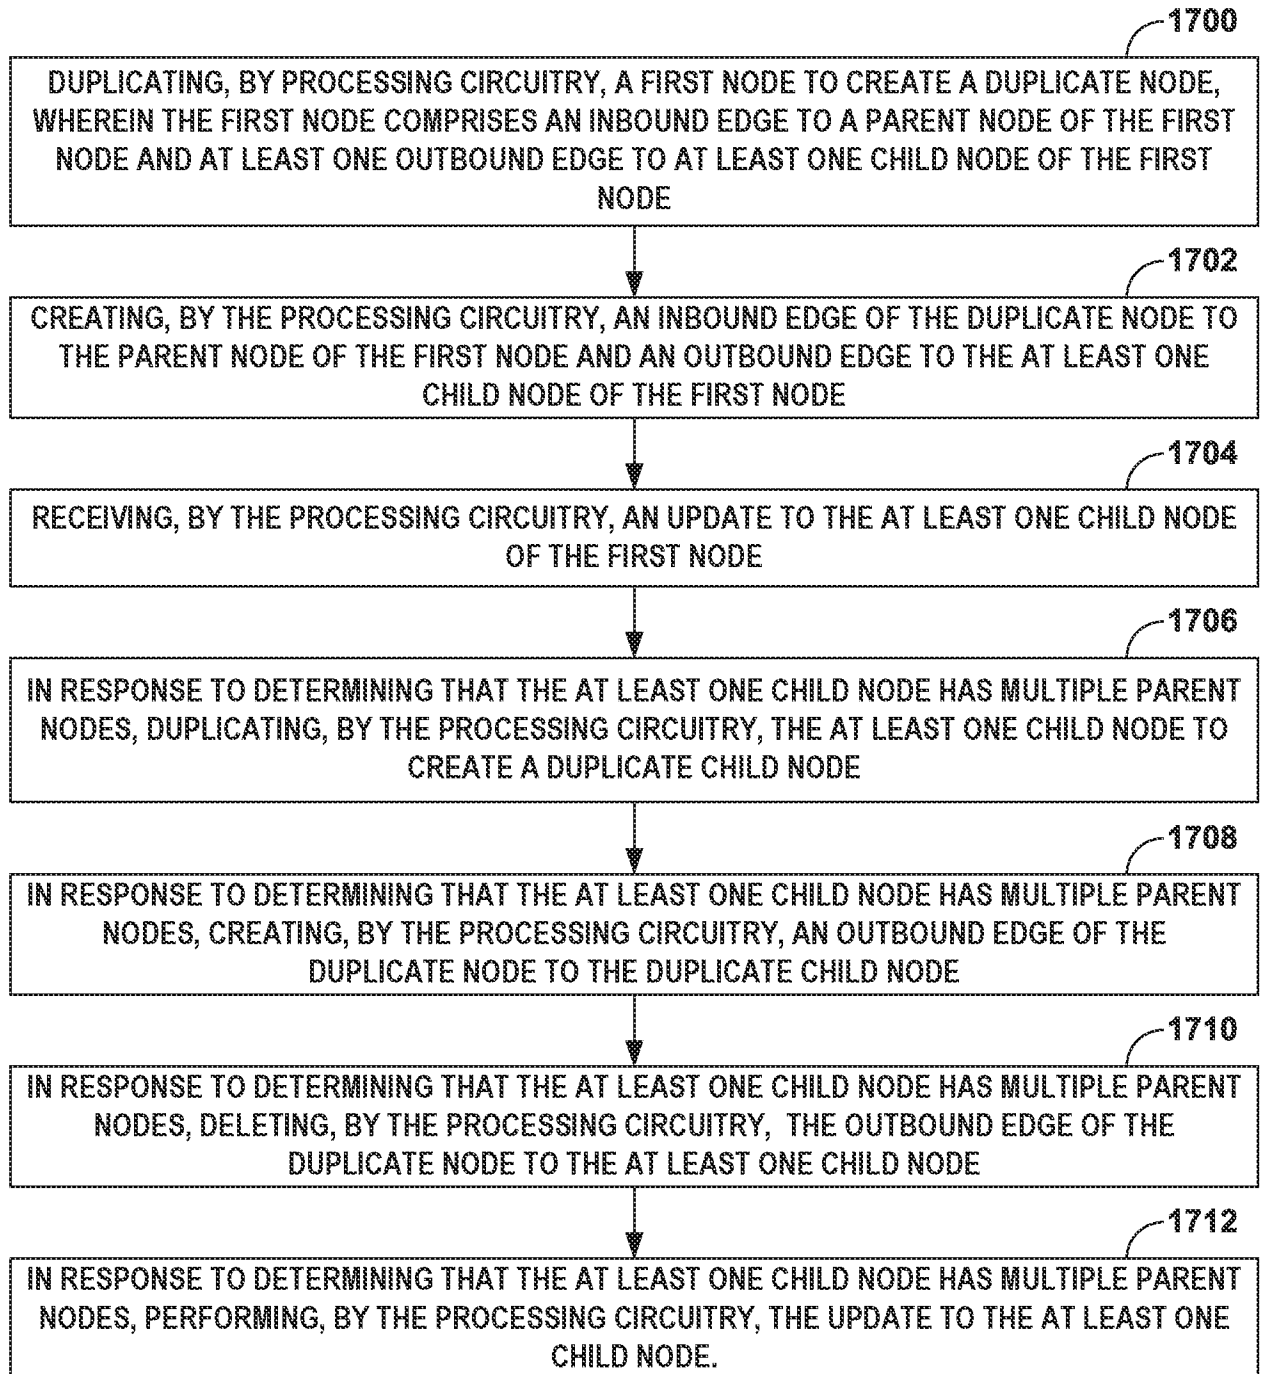 1700
DUPLICATING, BY PROCESSING CIRCUITRY, A FIRST NODE TO CREATE A DUPLICATE NODE,
WHEREIN THE FIRST NODE COMPRISES AN INBOUND EDGE TO A PARENT NODE OF THE FIRST
NODE AND AT LEAST ONE OUTBOUND EDGE TO AT LEAST ONE CHILD NODE OF THE FIRST
NODE
1702
CREATING, BY THE PROCESSING CIRCUITRY, AN INBOUND EDGE OF THE DUPLICATE NODE TO
THE PARENT NODE OF THE FIRST NODE AND AN OUTBOUND EDGE TO THE AT LEAST ONE
CHILD NODE OF THE FIRST NODE
1704
RECEIVING, BY THE PROCESSING CIRCUITRY, AN UPDATE TO THE AT LEAST ONE CHILD NODE
OF THE FIRST NODE
1706
IN RESPONSE TO DETERMINING THAT THE AT LEAST ONE CHILD NODE HAS MULTIPLE PARENT
NODES, DUPLICATING, BY THE PROCESSING CIRCUITRY, THE AT LEAST ONE CHILD NODE TO
CREATE A DUPLICATE CHILD NODE
1708
IN RESPONSE TO DETERMINING THAT THE AT LEAST ONE CHILD NODE HAS MULTIPLE PARENT
NODES, CREATING, BY THE PROCESSING CIRCUITRY, AN OUTBOUND EDGE OF THE
DUPLICATE NODE TO THE DUPLICATE CHILD NODE
1710
IN RESPONSE TO DETERMINING THAT THE AT LEAST ONE CHILD NODE HAS MULTIPLE PARENT
NODES, DELETING, BY THE PROCESSING CIRCUITRY, THE OUTBOUND EDGE OF THE
DUPLICATE NODE TO THE AT LEAST ONE CHILD NODE
1712
IN RESPONSE TO DETERMINING THAT THE AT LEAST ONE CHILD NODE HAS MULTIPLE PARENT
NODES, PERFORMING, BY THE PROCESSING CIRCUITRY, THE UPDATE TO THE AT LEAST ONE
CHILD NODE.